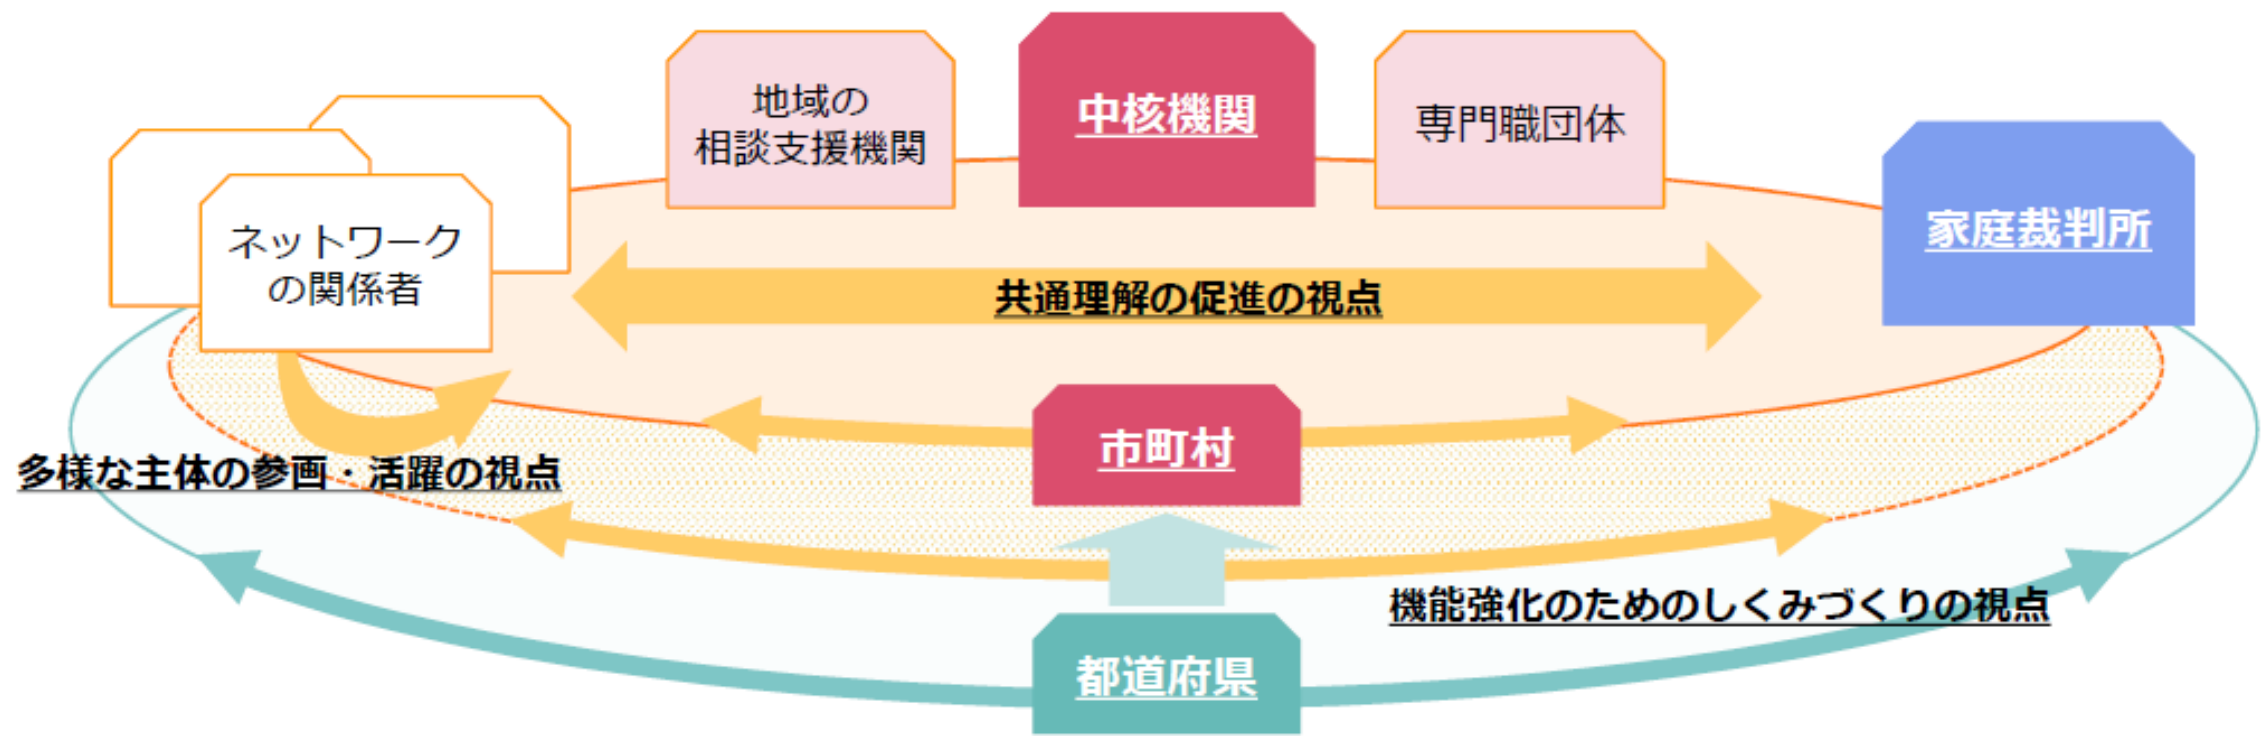 地域の
相談支援機関
中核機関
専門職団体
家庭裁判所
ネットワーク
の関係者
共通理解の促進の視点
市町村
多様な主体の参画・活躍の視点
機能強化のためのしくみづくりの視点
都道府県